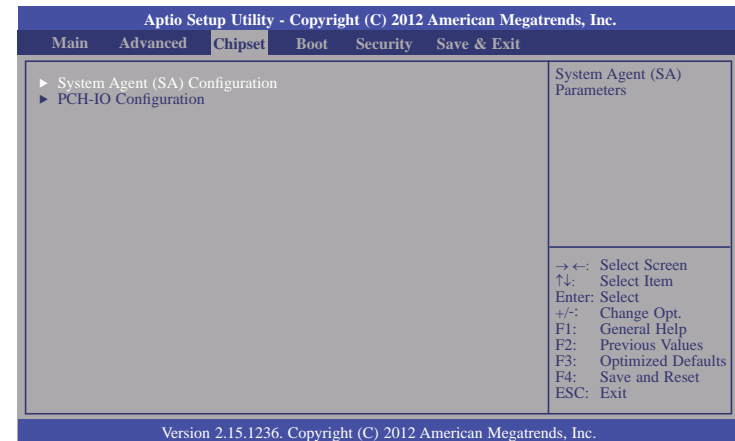 Aptio Setup Utility - Copyright (C) 2012 American Megatrends, Inc.
Main Advanced Chipset Boot Security Save & Exit
► System Agent (SA) Configuration
► PCH-IO Configuration
System Agent (SA)
Parameters
→ ←: Select Screen
↑↓: Select Item
Enter: Select
+/-: Change Opt.
F1: General Help
F2: Previous Values
F3: Optimized Defaults
F4: Save and Reset
ESC: Exit
Version 2.15.1236. Copyright (C) 2012 American Megatrends, Inc.